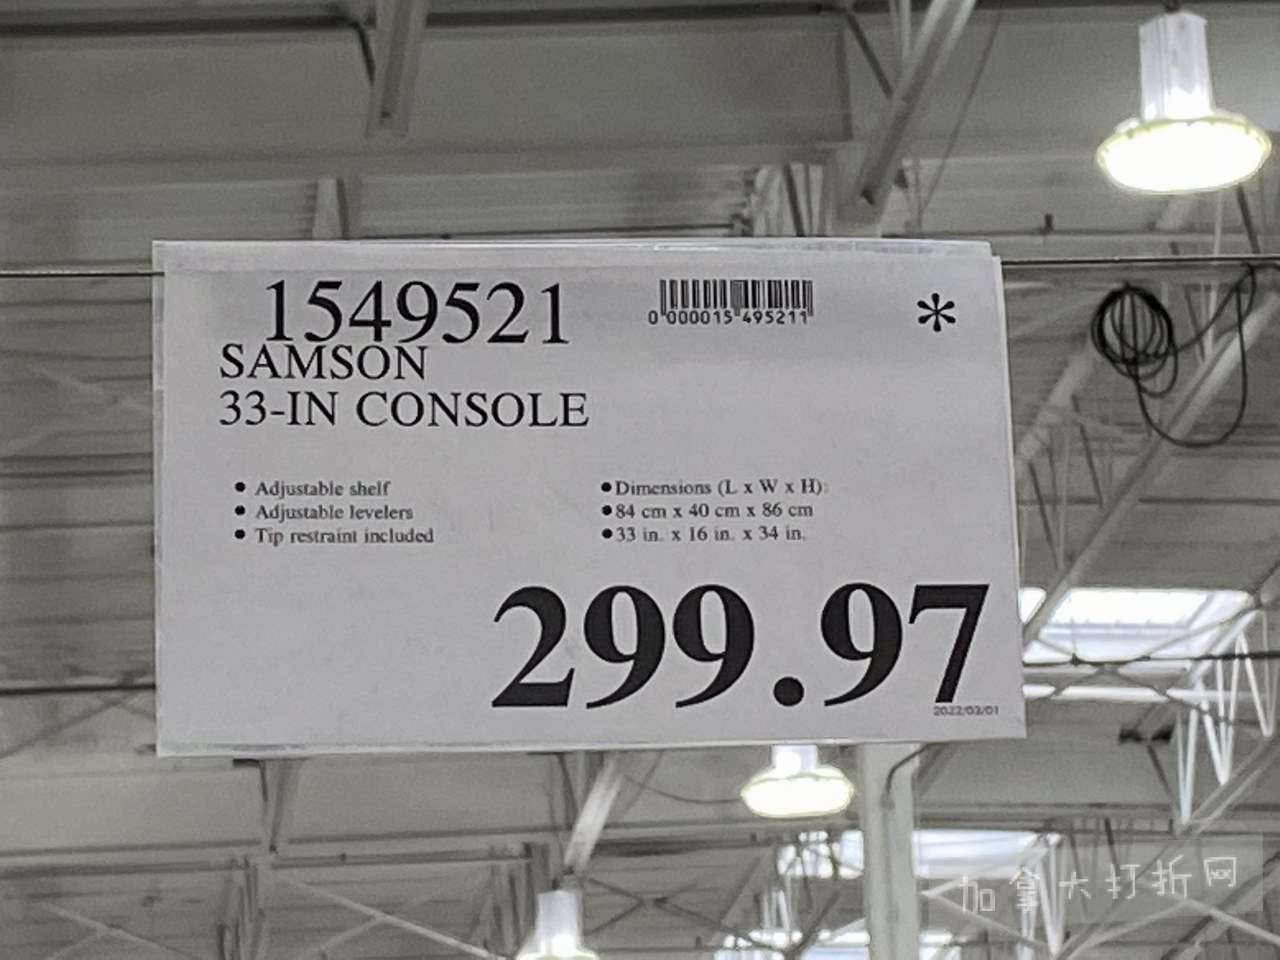 1549521
0 000015 495211
*
SAMSON
33-IN CONSOLE
• Adjustable shelf
• Adjustable levelers
• Tip restraint included
• Dimensions (L x W x H):
• 84 cm x 40 cm x 86 cm
• 33 in. x 16 in. x 34 in.
299.97
2022/03/01
加拿大打折网